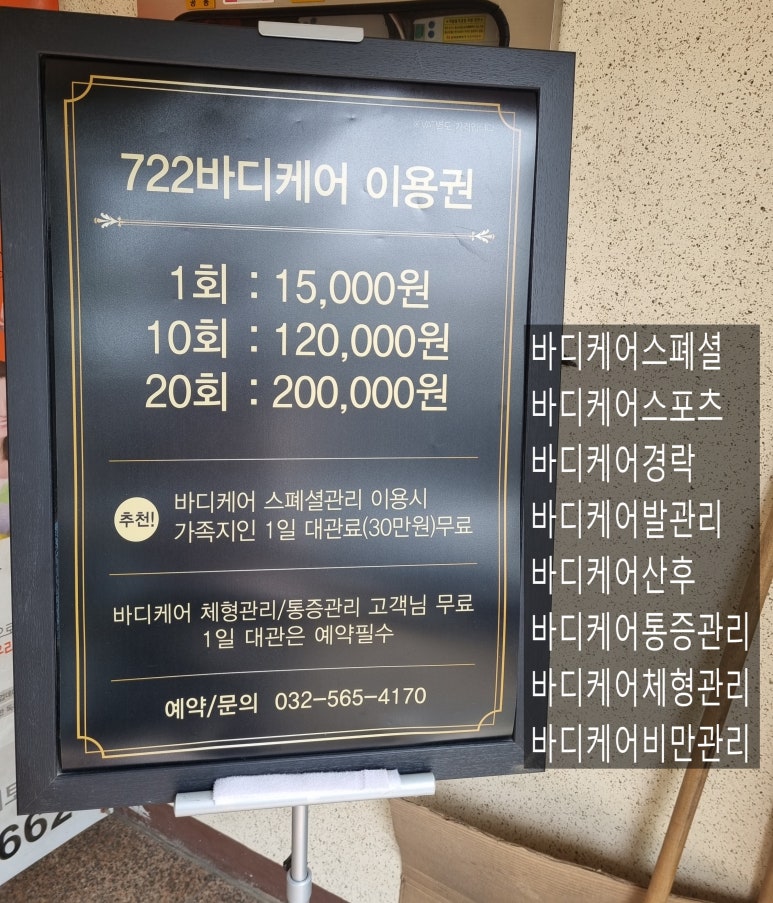 722바디케어 이용권
1회 : 15,000원
10회 : 120,000원
20회 : 200,000원
추천!
바디케어 스폐셜관리 이용시
가족지인 1일 대관료(30만원)무료
바디케어 체형관리/통증관리 고객님 무료
1일 대관은 예약필수
예약/문의 032-565-4170
바디케어스폐셜
바디케어스포츠
바디케어경락
바디케어발관리
바디케어산후
바디케어통증관리
바디케어체형관리
바디케어비만관리
662